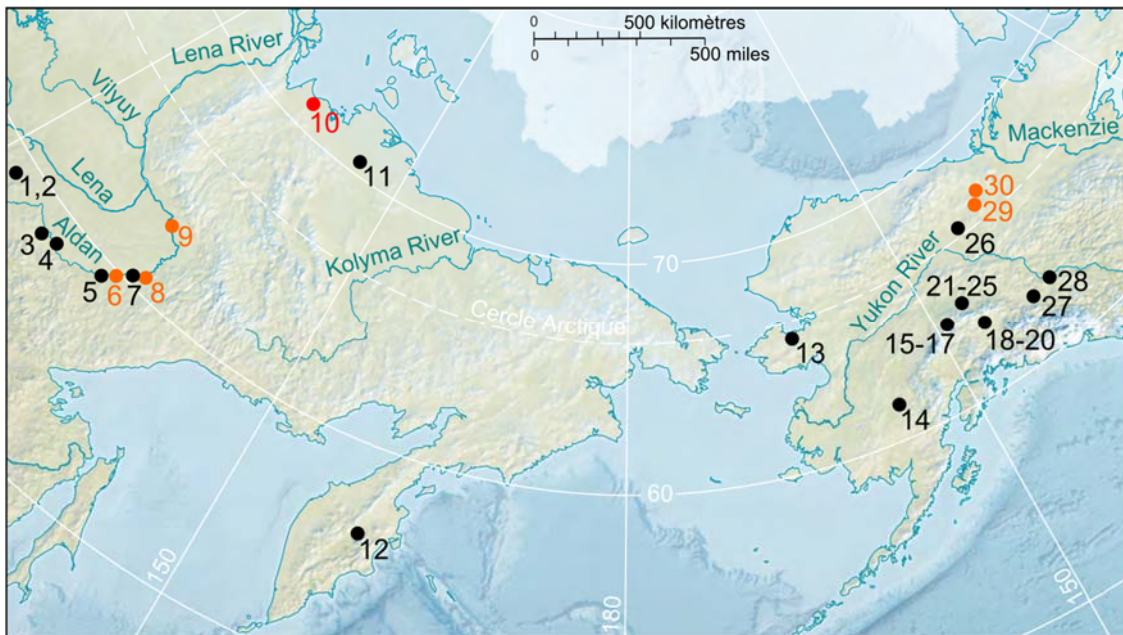 0 500 kilomètres
0 500 miles
Lena River
Vilyuy
Mackenzie
10
11
1,2
Lena
30
29
Aldan
9
3
4
26
Kolyma River
70
Yukon River
5
6
7
8
21-25
28
27
Cercle Arctique
15-17
18-20
13
14
60
12
150
180
150